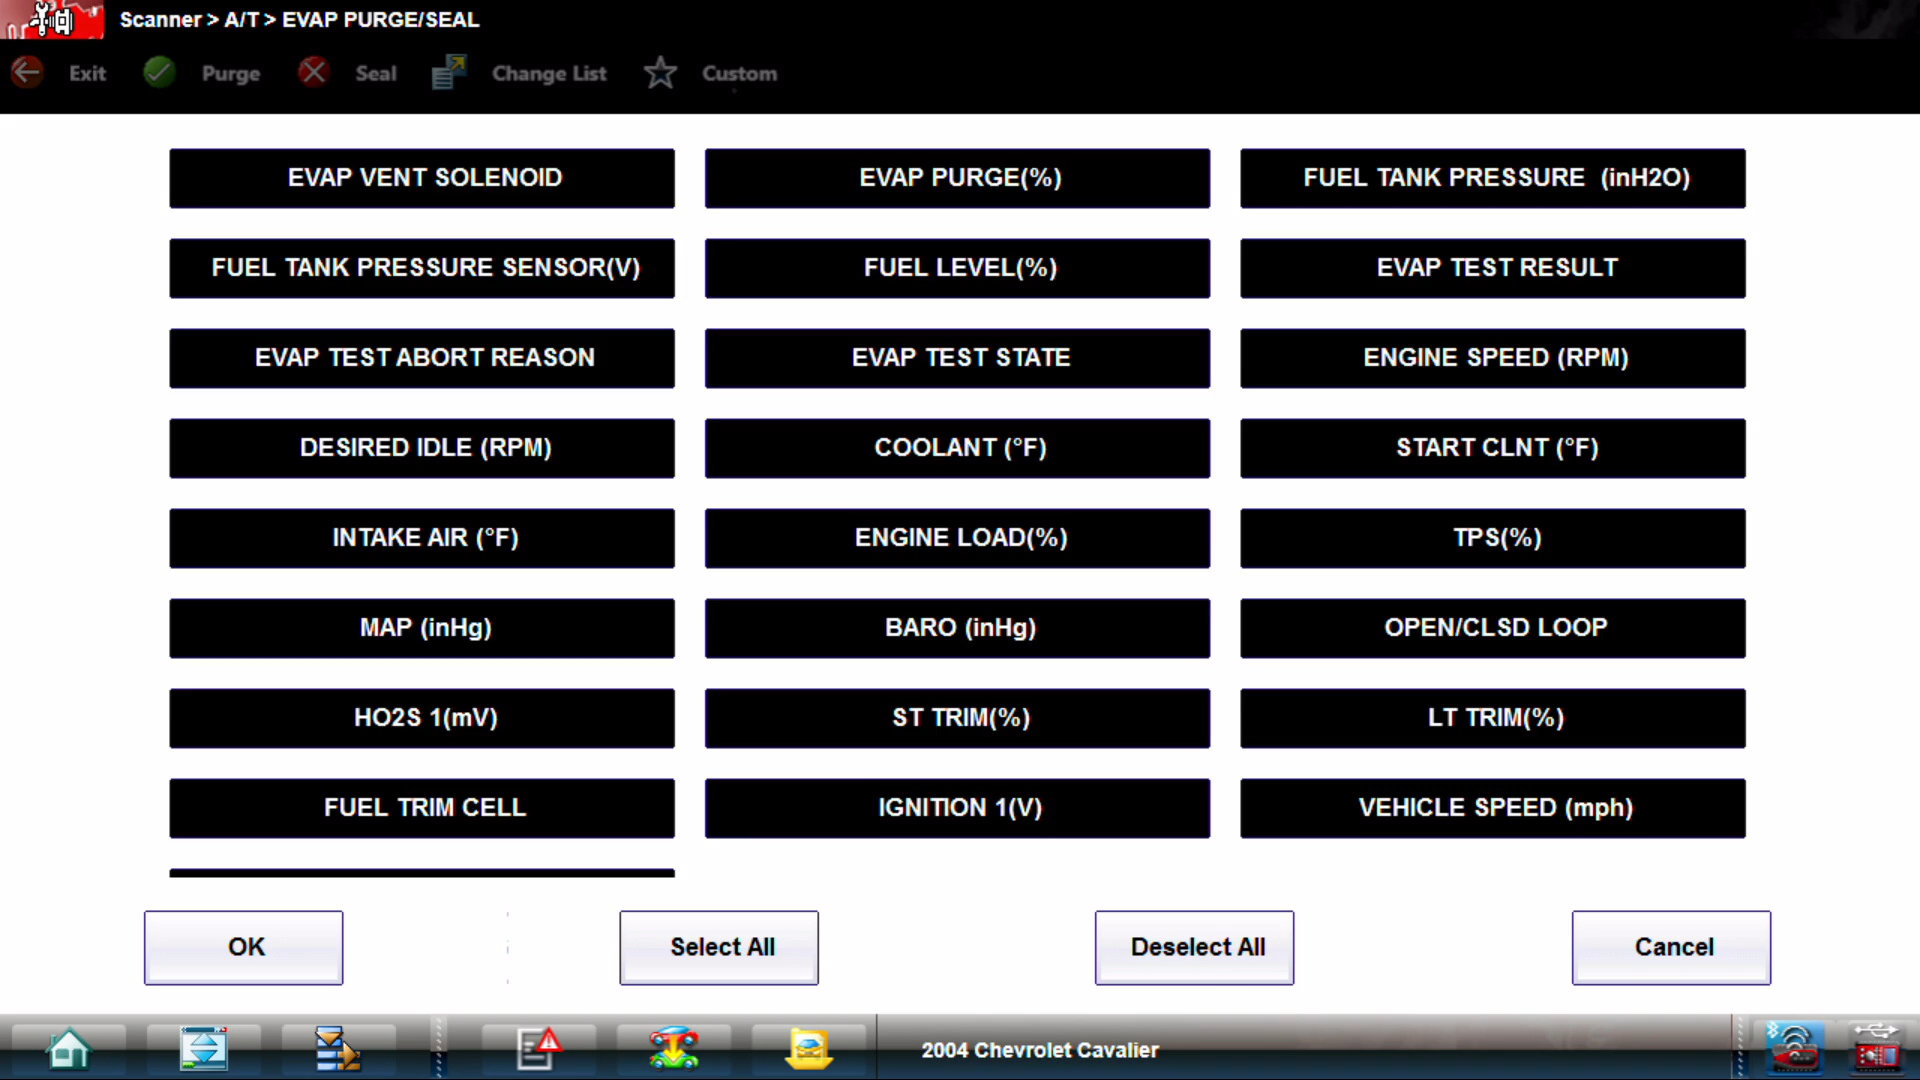 Scanner > A/T > EVAP PURGE/SEAL
Exit Purge Seal Change List Custom
EVAP VENT SOLENOID EVAP PURGE(%) FUEL TANK PRESSURE (inH2O)
FUEL TANK PRESSURE SENSOR(V) FUEL LEVEL(%) EVAP TEST RESULT
EVAP TEST ABORT REASON EVAP TEST STATE ENGINE SPEED (RPM)
DESIRED IDLE (RPM) COOLANT (°F) START CLNT (°F)
INTAKE AIR (°F) ENGINE LOAD(%) TPS(%)
MAP (inHg) BARO (inHg) OPEN/CLSD LOOP
HO2S 1(mV) ST TRIM(%) LT TRIM(%)
FUEL TRIM CELL IGNITION 1(V) VEHICLE SPEED (mph)
OK Select All Deselect All Cancel
2004 Chevrolet Cavalier